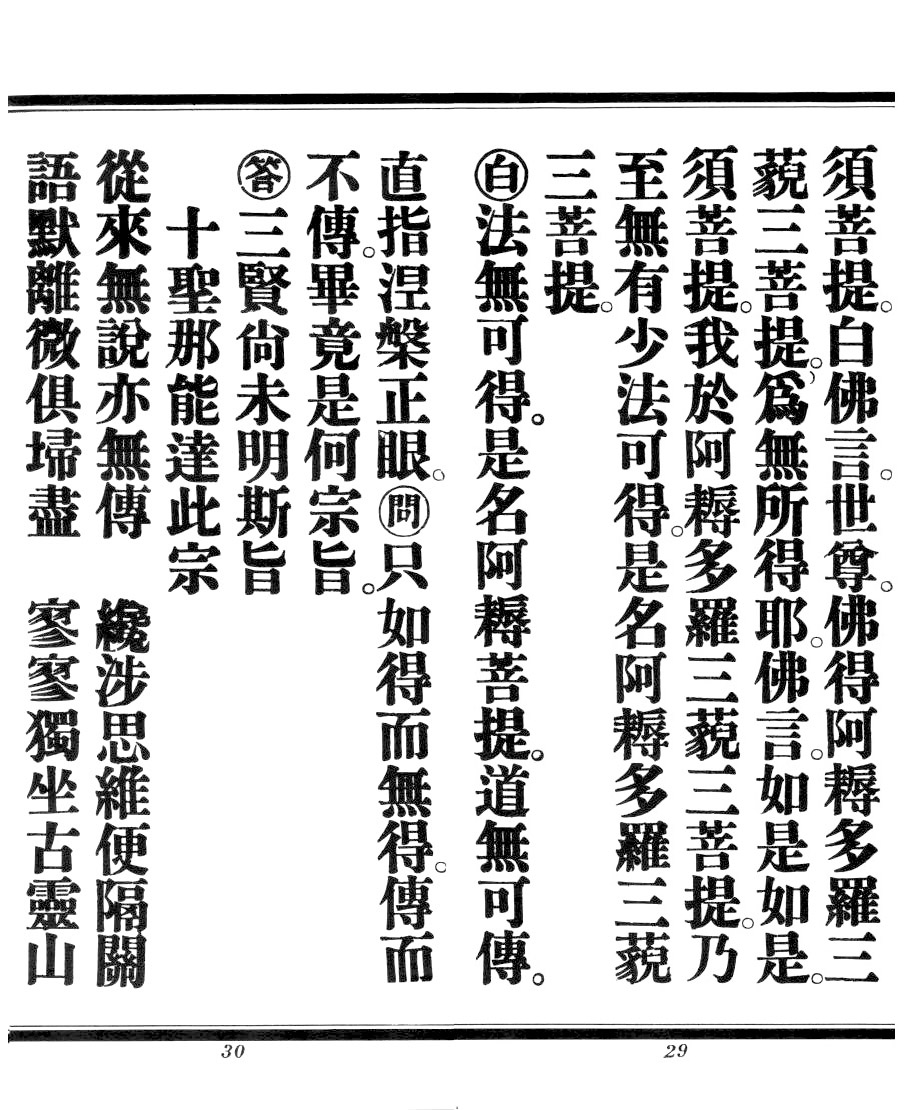 須菩提。白佛言。世尊。佛得阿耨多羅三
藐三菩提。爲無所得耶。佛言。如是如是。
須菩提。我於阿耨多羅三藐三菩提。乃
至無有少法可得。是名阿耨多羅三藐
三菩提。
㊀白法無可得。是名阿耨菩提。道無可傳。
直指涅槃正眼。問只如得而無得。傳而
不傳。畢竟是何宗旨。
答三賢尙未明斯旨
十聖那能達此宗
從來無說亦無傳 纔涉思維便隔關
語默離微俱埽盡 寥寥獨坐古靈山
30
29